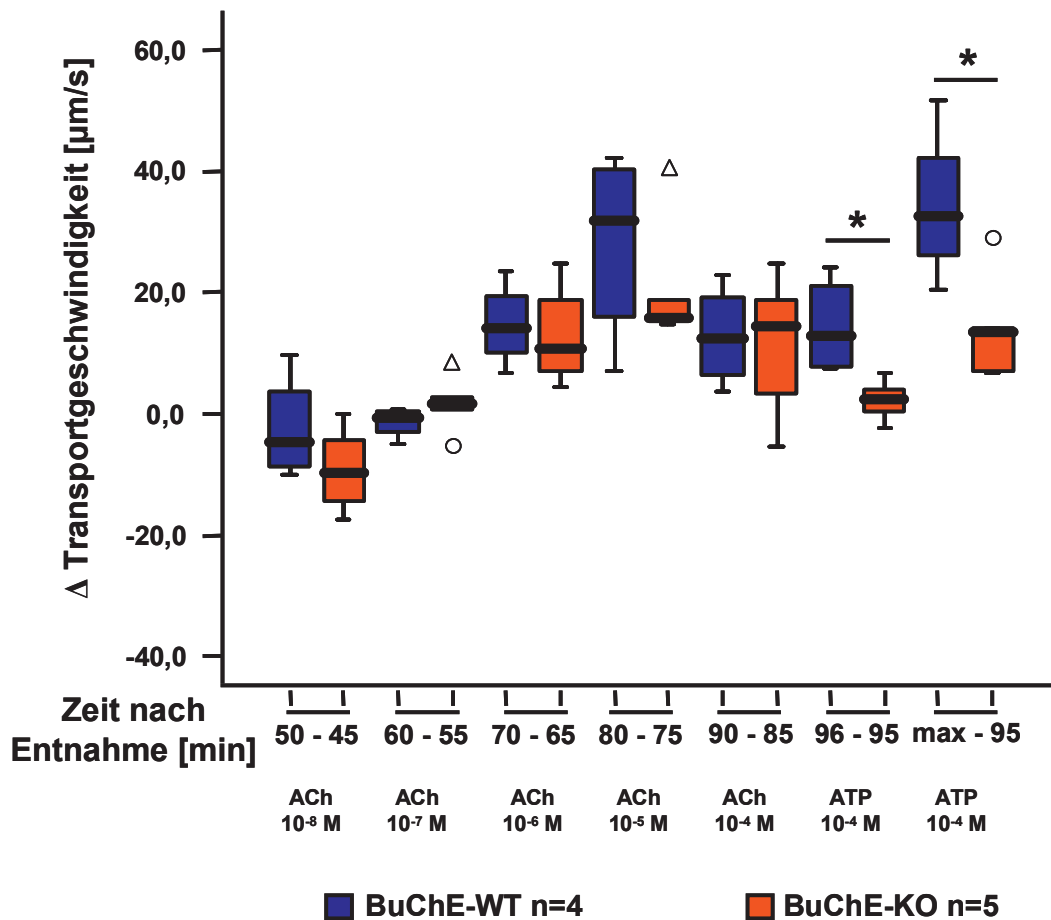 Δ Transportgeschwindigkeit [µm/s]
60,0
40,0
20,0
0,0
-20,0
-40,0
*
*
Zeit nach
Entnahme [min]
50 - 45 60 - 55 70 - 65 80 - 75 90 - 85 96 - 95 max - 95
ACh ACh ACh ACh ACh ATP ATP
10⁻⁸ M 10⁻⁷ M 10⁻⁶ M 10⁻⁵ M 10⁻⁴ M 10⁻⁴ M 10⁻⁴ M
BuChE-WT n=4 BuChE-KO n=5